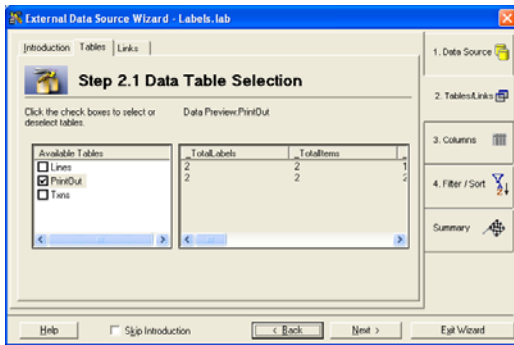 External Data Source Wizard - Labels.lab
Introduction Tables Links
Step 2.1 Data Table Selection
Click the check boxes to select or
deselect tables.
Data Preview:PrintOut
Available Tables
Lines
PrintOut
Txns
_TotalLabels _TotalItems _
2 2 1
2 2 2
1. Data Source
2. Tables/Links
3. Columns
4. Filter / Sort
Summary
Help Skip Introduction < Back Next > Exit Wizard